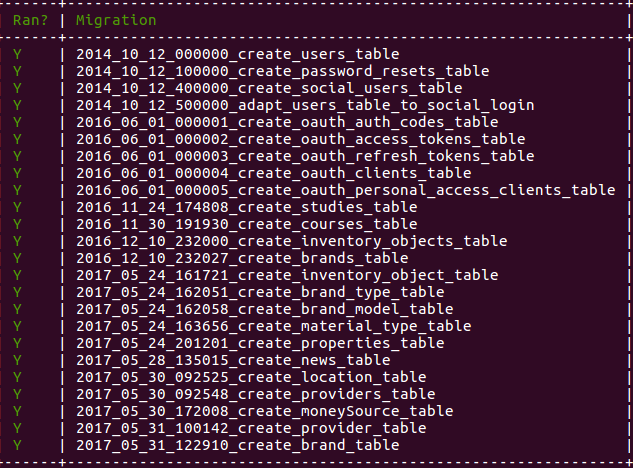 Ran? | Migration
Y | 2014_10_12_000000_create_users_table
Y | 2014_10_12_100000_create_password_resets_table
Y | 2014_10_12_400000_create_social_users_table
Y | 2014_10_12_500000_adapt_users_table_to_social_login
Y | 2016_06_01_000001_create_oauth_auth_codes_table
Y | 2016_06_01_000002_create_oauth_access_tokens_table
Y | 2016_06_01_000003_create_oauth_refresh_tokens_table
Y | 2016_06_01_000004_create_oauth_clients_table
Y | 2016_06_01_000005_create_oauth_personal_access_clients_table
Y | 2016_11_24_174808_create_studies_table
Y | 2016_11_30_191930_create_courses_table
Y | 2016_12_10_232000_create_inventory_objects_table
Y | 2016_12_10_232027_create_brands_table
Y | 2017_05_24_161721_create_inventory_object_table
Y | 2017_05_24_162051_create_brand_type_table
Y | 2017_05_24_162058_create_brand_model_table
Y | 2017_05_24_163656_create_material_type_table
Y | 2017_05_24_201201_create_properties_table
Y | 2017_05_28_135015_create_news_table
Y | 2017_05_30_092525_create_location_table
Y | 2017_05_30_092548_create_providers_table
Y | 2017_05_30_172008_create_moneySource_table
Y | 2017_05_31_100142_create_provider_table
Y | 2017_05_31_122910_create_brand_table